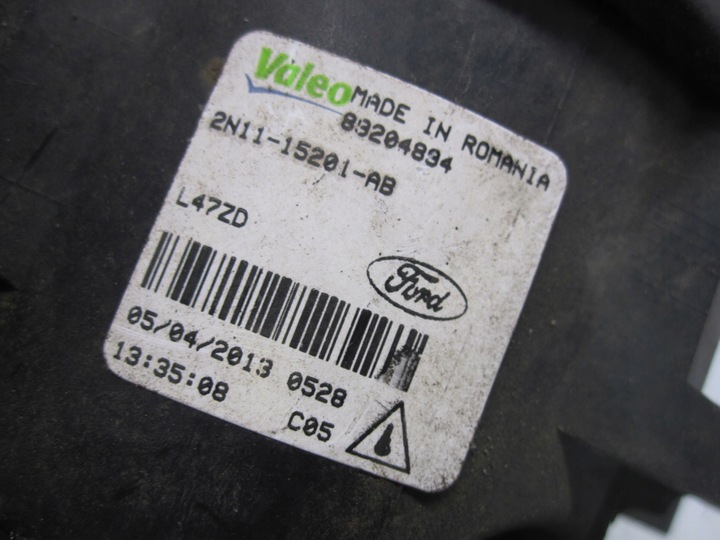 Valeo MADE IN ROMANIA
89204834
2N11-15201-AB
L47ZD
Ford
05/04/2013 0528
13:35:08 C05